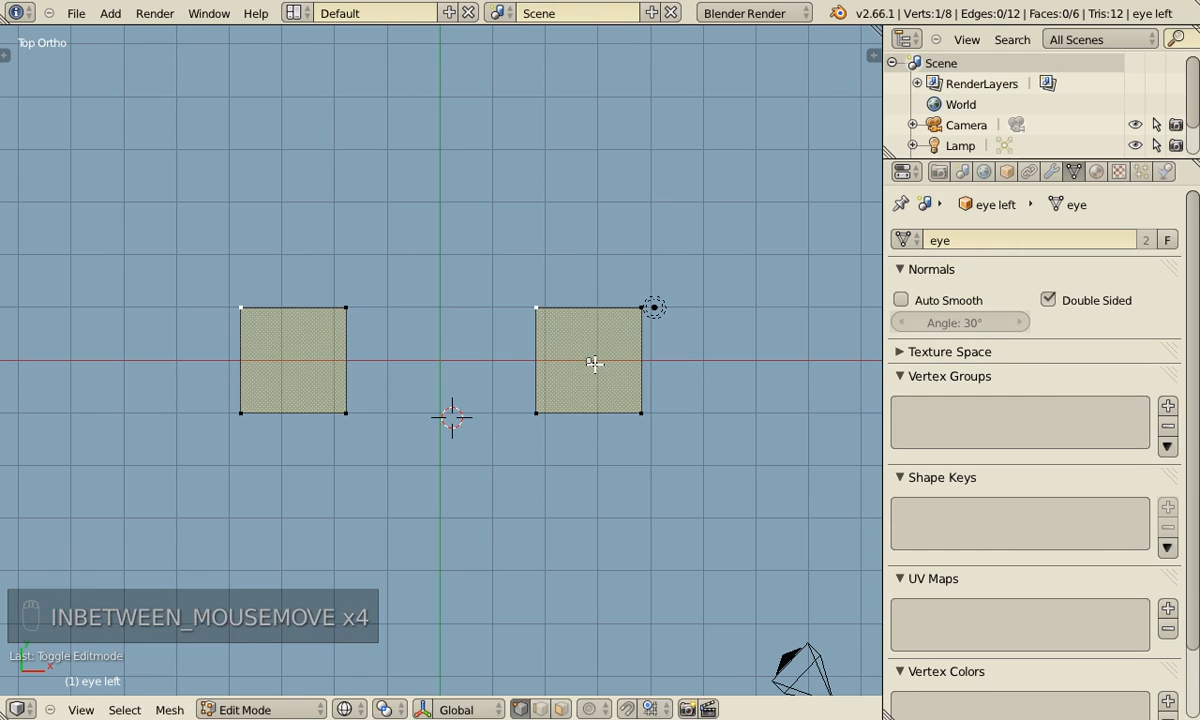 File Add Render Window Help Default Scene Blender Render v2.66.1 | Verts:1/8 | Edges:0/12 | Faces:0/6 | Tris:12 | eye left
Top Ortho
View Search All Scenes
Scene
RenderLayers
World
Camera
Lamp
eye left eye
eye 2 F
Normals
Auto Smooth Double Sided
Angle: 30°
Texture Space
Vertex Groups
Shape Keys
UV Maps
Vertex Colors
INBETWEEN_MOUSEMOVE x4
Last: Toggle Editmode
y
x
(1) eye left
View Select Mesh Edit Mode Global